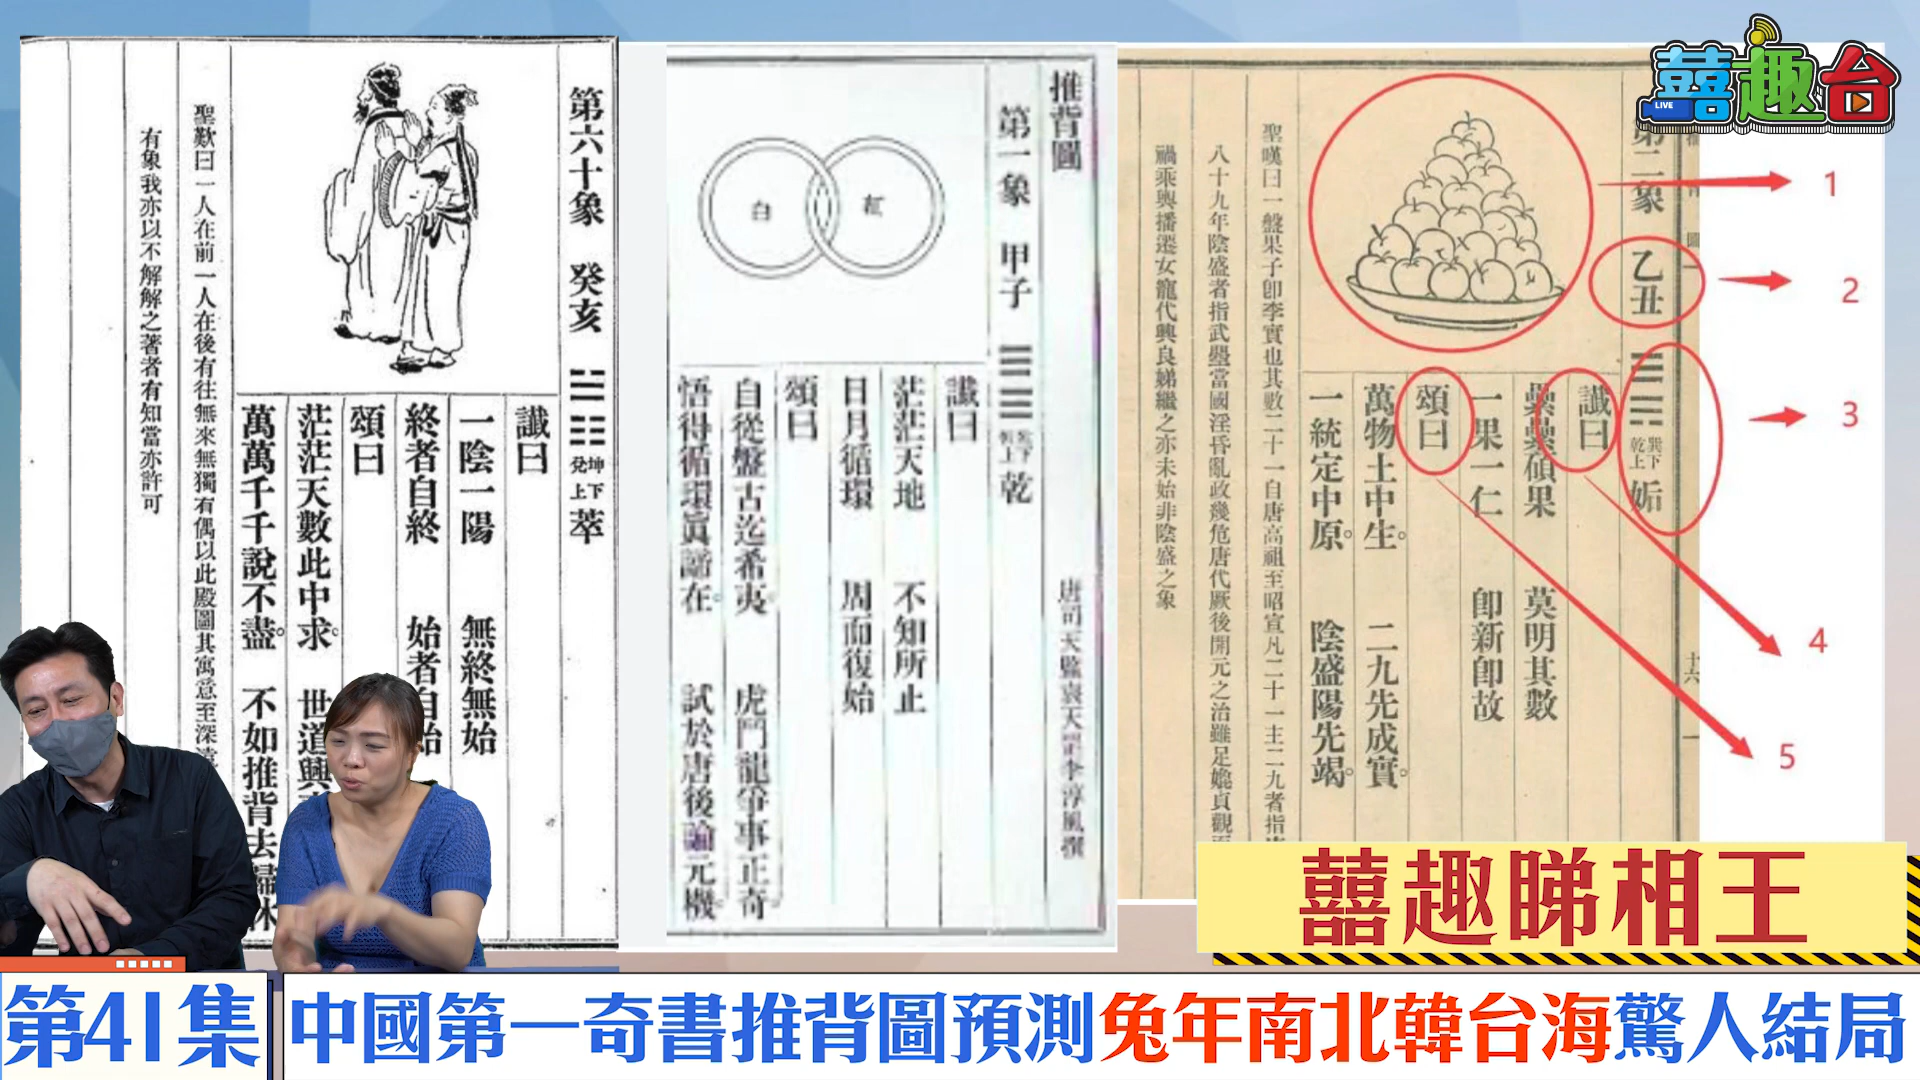 第六十象 癸亥
坤下
兌上
萃
讖曰
一陰一陽 無終無始
終者自終 始者自始
頌曰
茫茫天數此中求。 世道興
萬萬千千說不盡。 不如推背去歸休
聖歎曰一人在前一人在後有往無來無獨有偶以此殿圖其寓意至深遠
有象我亦以不解解之著者有知當亦許可
推背圖
唐司天監袁天罡李淳風撰
第一象 甲子
乾下
乾上
乾
紅
白
讖曰
茫茫天地 不知所止
日月循環 周而復始
頌曰
自從盤古迄希夷 虎鬥龍爭事正奇
悟得循環眞諦在 試於唐後論元機
第二象 乙丑
巽下
乾上
姤
十六
讖曰
纍纍碩果 莫明其數
一果一仁 卽新卽故
頌曰
萬物土中生。 二九先成實。
一統定中原。 陰盛陽先竭。
聖嘆曰一盤果子卽李實也其數二十一自唐高祖至昭宣凡二十一主二九者指
八十九年陰盛者指武曌當國淫昏亂政幾危唐代厥後開元之治雖足媲貞觀而
禍乘輿播遷女寵代興良娣繼之亦未始非陰盛之象
1
2
3
4
5
囍趣台
LIVE
囍趣睇相王
第41集
中國第一奇書推背圖預測兔年南北韓台海驚人結局